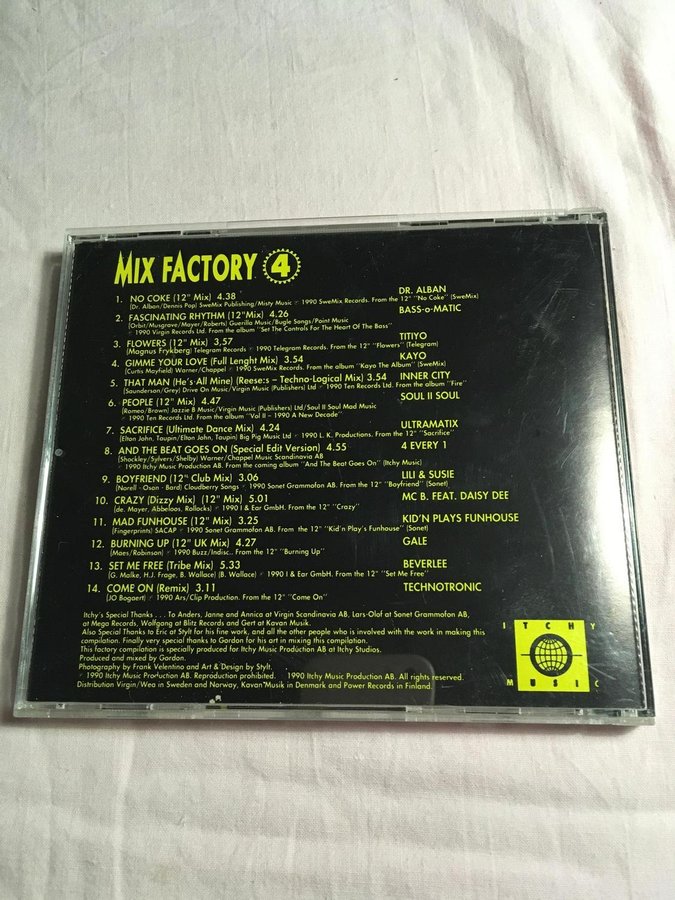 MIX FACTORY 4
1. NO COKE (12" Mix) 4.38 DR. ALBAN
(Dr. Alban/Dennis Pop) SweMix Publishing/Misty Music ℗ 1990 SweMix Records. From the 12" "No Coke" (SweMix)
2. FASCINATING RHYTHM (12"Mix) 4.26 BASS-o-MATIC
(Orbit/Musgrave/Mayer/Roberts) Guerilla Music/Bugle Songs/Point Music
℗ 1990 Virgin Records Ltd. From the album "Set The Controls For The Heart Of The Bass"
3. FLOWERS (12" Mix) 3,57 TITIYO
(Magnus Frykberg) Telegram Records ℗ 1990 Telegram Records. From the 12" "Flowers" (Telegram)
4. GIMME YOUR LOVE (Full Lenght Mix) 3.54 KAYO
(Curtis Mayfield) Warner/Chappel ℗ 1990 SweMix Records. From the album "Kayo The Album" (SweMix)
5. THAT MAN (He's All Mine) (Reese:s – Techno-Logical Mix) 3.54 INNER CITY
(Saunderson/Grey) Drive On Music/Virgin Music (Publishers) Ltd ℗ 1990 Ten Records Ltd. From the album "Fire"
6. PEOPLE (12" Mix) 4.47 SOUL II SOUL
(Romeo/Brown) Jazzie B Music/Virgin Music (Publishers) Ltd/Soul II Soul Mad Music
℗ 1990 Ten Records Ltd. From the album "Vol II – 1990 A New Decade"
7. SACRIFICE (Ultimate Dance Mix) 4.24 ULTRAMATIX
(Elton John, Taupin/Elton John, Taupin) Big Pig Music Ltd ℗ 1990 L. K. Productions. From the 12" "Sacrifice"
8. AND THE BEAT GOES ON (Special Edit Version) 4.55 4 EVERY 1
(Shockley/Sylvers/Shelby) Warner/Chappel Music Scandinavia AB
℗ 1990 Itchy Music Production AB. From the coming album "And The Beat Goes On" (Itchy Music)
9. BOYFRIEND (12" Club Mix) 3.06 LILI & SUSIE
(Norell - Oson - Bard) Cloudberry Songs ℗ 1990 Sonet Grammofon AB. From the 12" "Boyfriend" (Sonet)
10. CRAZY (Dizzy Mix) (12" Mix) 5.01 MC B. FEAT. DAISY DEE
(de. Mayer, Abbeloos, Rollocks) ℗ 1990 I & Ear GmbH. From the 12" "Crazy"
11. MAD FUNHOUSE (12" Mix) 3.25 KID'N PLAYS FUNHOUSE
(Fingerprints) SACAP ℗ 1990 Sonet Grammofon AB. From the 12" "Kid'n Play's Funhouse" (Sonet)
12. BURNING UP (12" UK Mix) 4.27 GALE
(Maes/Robinson) ℗ 1990 Buzz/Indisc.. From the 12" "Burning Up"
13. SET ME FREE (Tribe Mix) 5.33 BEVERLEE
(G. Malke, H.J. Frage, B. Wallace) (B. Wallace) ℗ 1990 I & Ear GmbH. From the 12" "Set Me Free"
14. COME ON (Remix) 3.11 TECHNOTRONIC
(JO Bogaert) ℗ 1990 Ars/Clip Production. From the 12" "Come On"
Itchy's Special Thanks . . . To Anders, Janne and Annica at Virgin Scandinavia AB, Lars-Olof at Sonet Grammofon AB,
at Mega Records, Wolfgang at Blitz Records and Gert at Kavan Musik.
Also Special Thanks to Eric at Stylt for his fine work, and all the other people who is involved with the work in making this
compilation. Finally very special thanks to Gordon for his art in mixing this compilation.
This factory compilation is specially produced for Itchy Music Production AB at Itchy Studios.
Produced and mixed by Gordon.
Photography by Frank Velentino and Art & Design by Stylt.
℗ 1990 Itchy Music Production AB. Reproduction prohibited. 1990 Itchy Music Production AB. All rights reserved.
Distribution Virgin/Wea in Sweden and Norway, Kavan Musik in Denmark and Power Records in Finland.
ITCHY
MUSIC